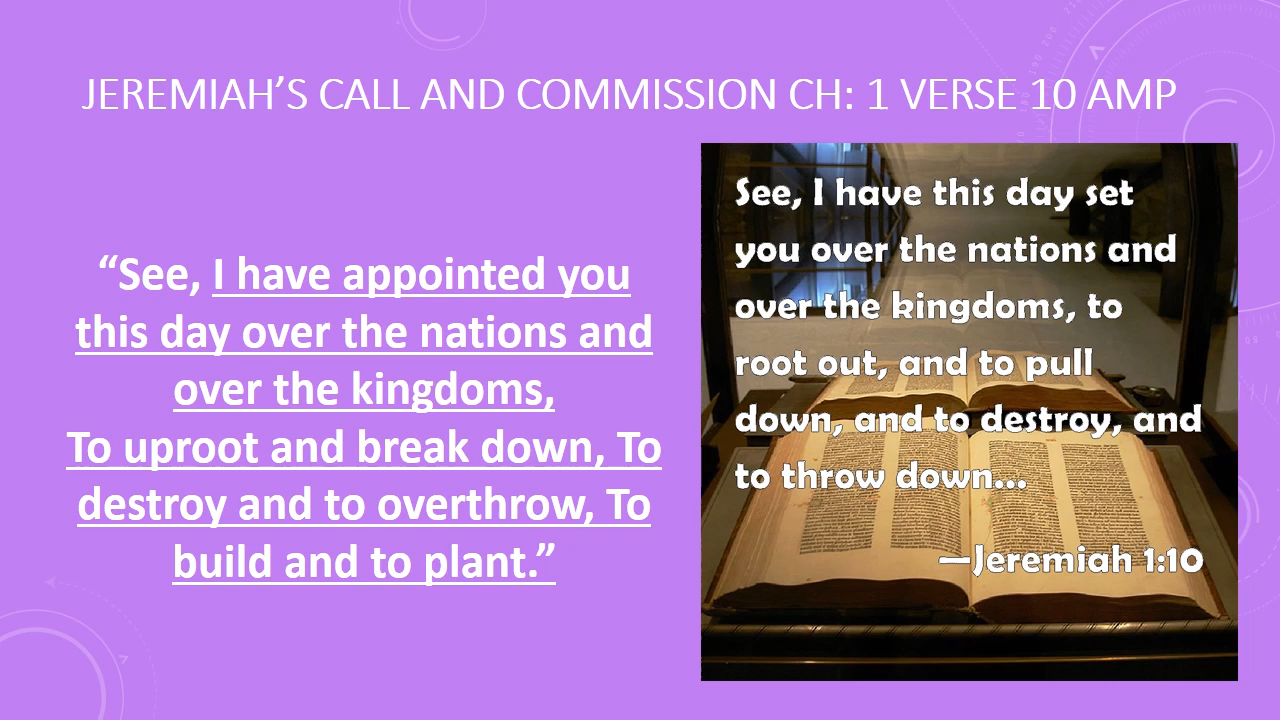 JEREMIAH’S CALL AND COMMISSION CH: 1 VERSE 10 AMP
“See, I have appointed you
this day over the nations and
over the kingdoms,
To uproot and break down, To
destroy and to overthrow, To
build and to plant.”
See, I have this day set
you over the nations and
over the kingdoms, to
root out, and to pull
down, and to destroy, and
to throw down...
—Jeremiah 1:10